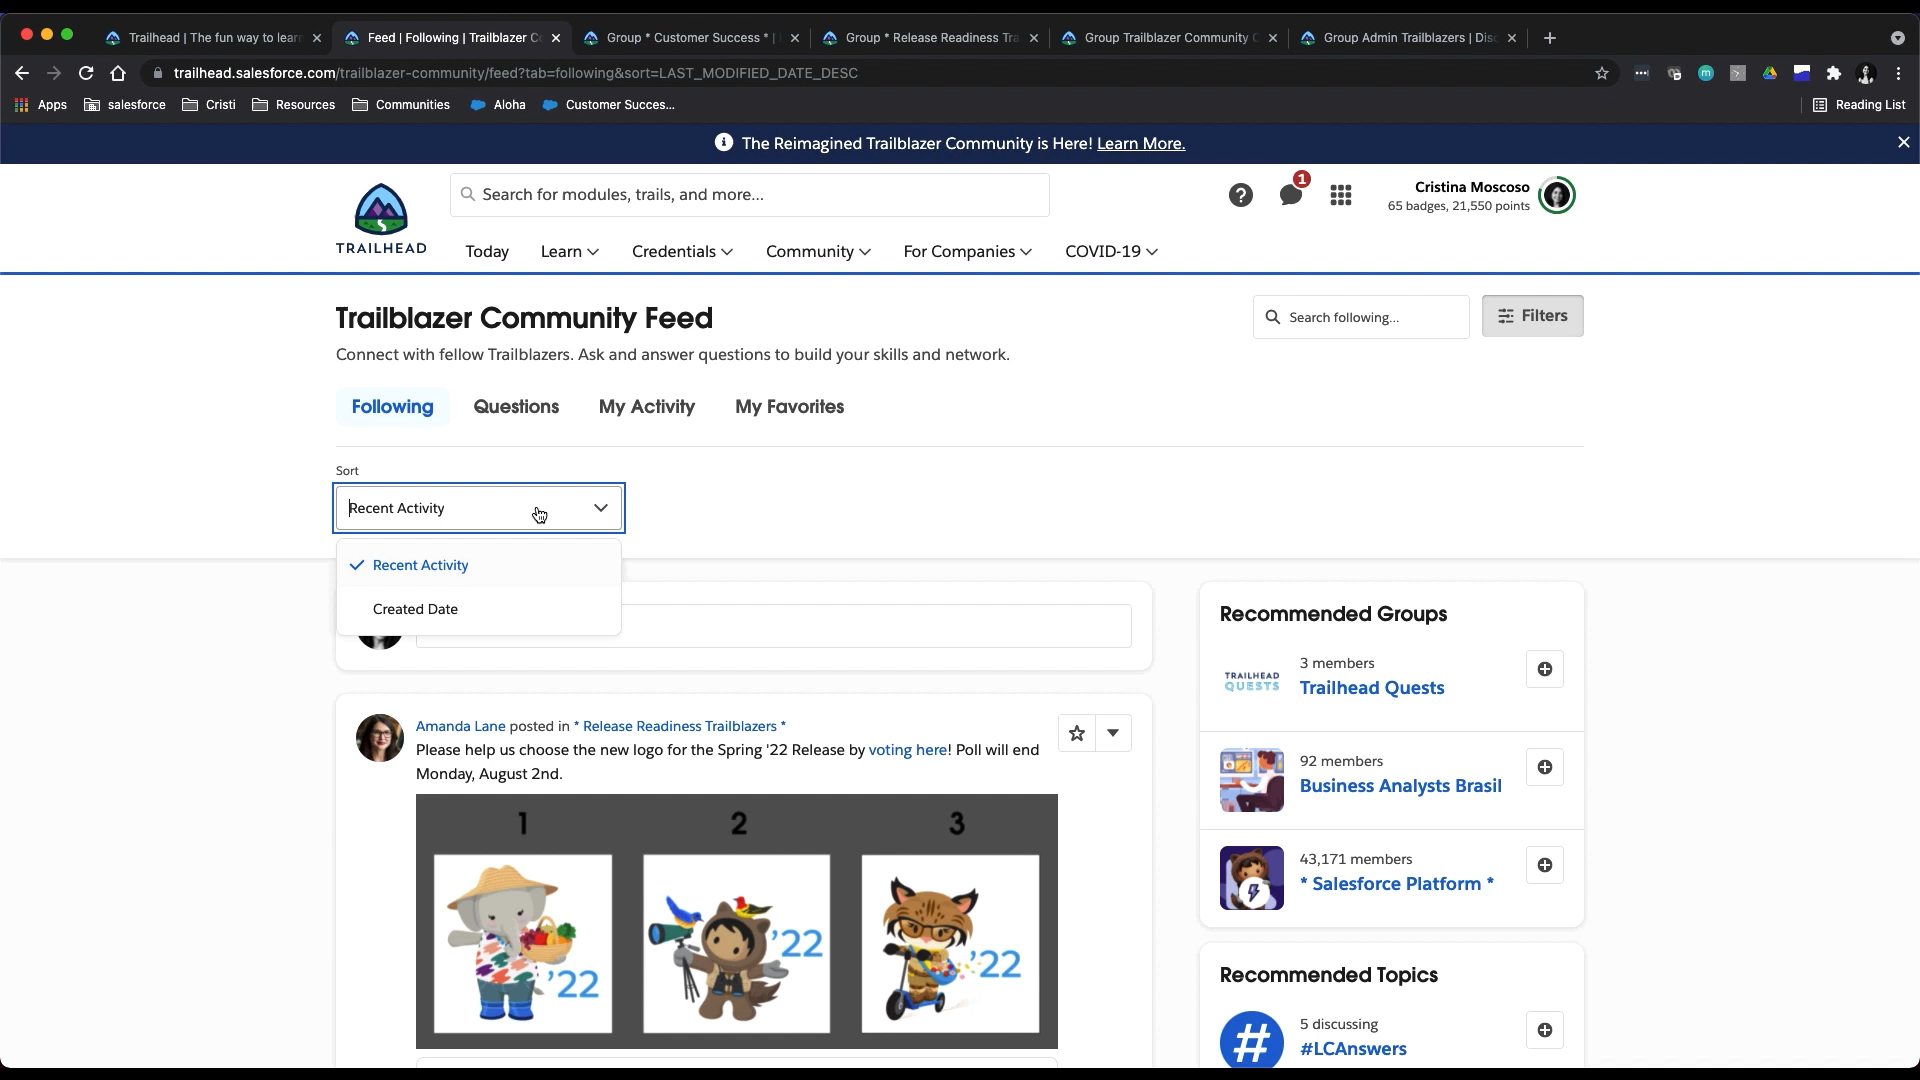 Trailhead | The fun way to learn
Feed | Following | Trailblazer C
Group * Customer Success * |
Group * Release Readiness Tra
Group Trailblazer Community C
Group Admin Trailblazers | Disc
trailhead.salesforce.com/trailblazer-community/feed?tab=following&sort=LAST_MODIFIED_DATE_DESC
Apps
salesforce
Cristi
Resources
Communities
Aloha
Customer Succes...
Reading List
The Reimagined Trailblazer Community is Here! Learn More.
TRAILHEAD
Search for modules, trails, and more...
1
Cristina Moscoso
65 badges, 21,550 points
Today
Learn
Credentials
Community
For Companies
COVID-19
Trailblazer Community Feed
Connect with fellow Trailblazers. Ask and answer questions to build your skills and network.
Search following...
Filters
Following
Questions
My Activity
My Favorites
Sort
Recent Activity
Recent Activity
Created Date
Amanda Lane posted in * Release Readiness Trailblazers *
Please help us choose the new logo for the Spring '22 Release by voting here! Poll will end
Monday, August 2nd.
1
2
3
'22
'22
'22
Recommended Groups
TRAILHEAD
QUESTS
3 members
Trailhead Quests
92 members
Business Analysts Brasil
43,171 members
* Salesforce Platform *
Recommended Topics
#
5 discussing
#LCAnswers